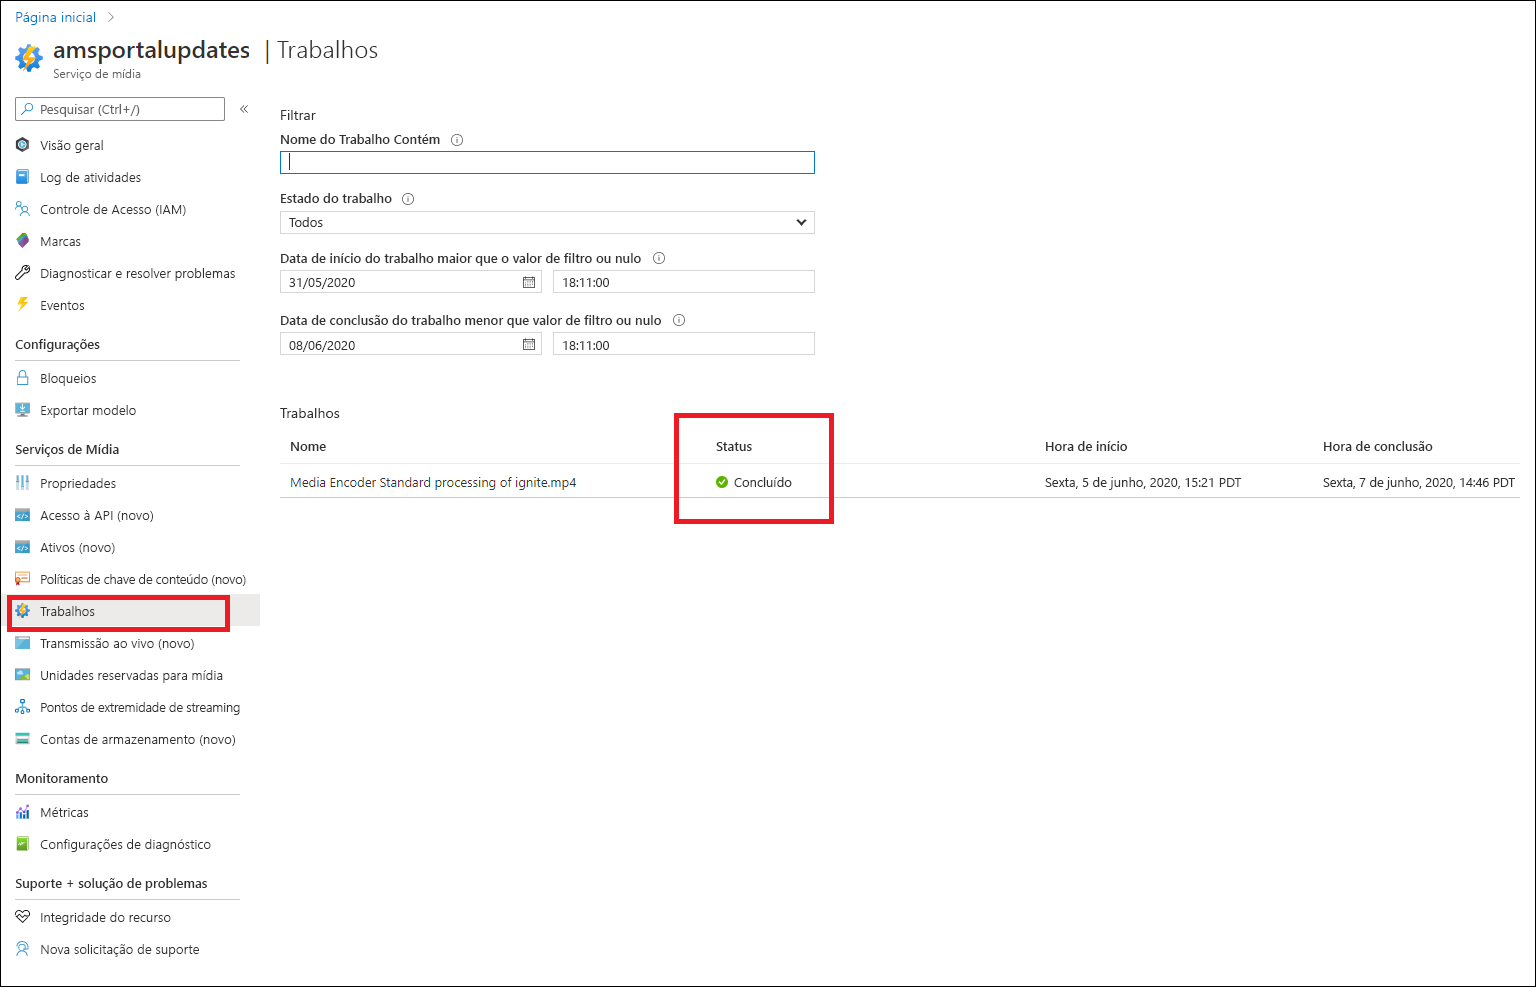 Página inicial
amsportalupdates | Trabalhos
Serviço de mídia
Pesquisar (Ctrl+/)
«
Visão geral
Log de atividades
Controle de Acesso (IAM)
Marcas
Diagnosticar e resolver problemas
Eventos
Configurações
Bloqueios
Exportar modelo
Serviços de Mídia
Propriedades
Acesso à API (novo)
Ativos (novo)
Políticas de chave de conteúdo (novo)
Trabalhos
Transmissão ao vivo (novo)
Unidades reservadas para mídia
Pontos de extremidade de streaming
Contas de armazenamento (novo)
Monitoramento
Métricas
Configurações de diagnóstico
Suporte + solução de problemas
Integridade do recurso
Nova solicitação de suporte
Filtrar
Nome do Trabalho Contém
Estado do trabalho
Todos
Data de início do trabalho maior que o valor de filtro ou nulo
31/05/2020 18:11:00
Data de conclusão do trabalho menor que valor de filtro ou nulo
08/06/2020 18:11:00
Trabalhos
Nome Status Hora de início Hora de conclusão
Media Encoder Standard processing of ignite.mp4 Concluído Sexta, 5 de junho, 2020, 15:21 PDT Sexta, 7 de junho, 2020, 14:46 PDT